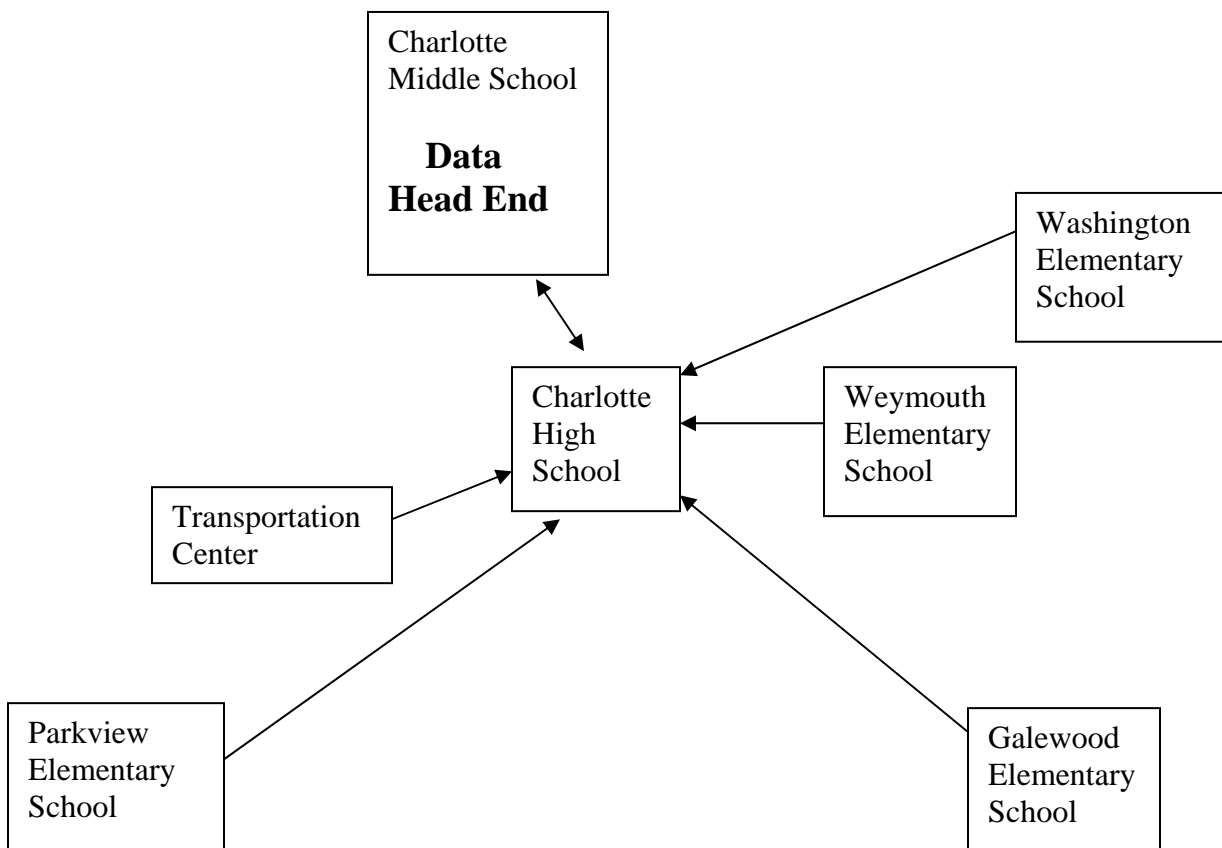 Charlotte
Middle School
Data
Head End
Washington
Elementary
School
Charlotte
High
School
Weymouth
Elementary
School
Transportation
Center
Parkview
Elementary
School
Galewood
Elementary
School